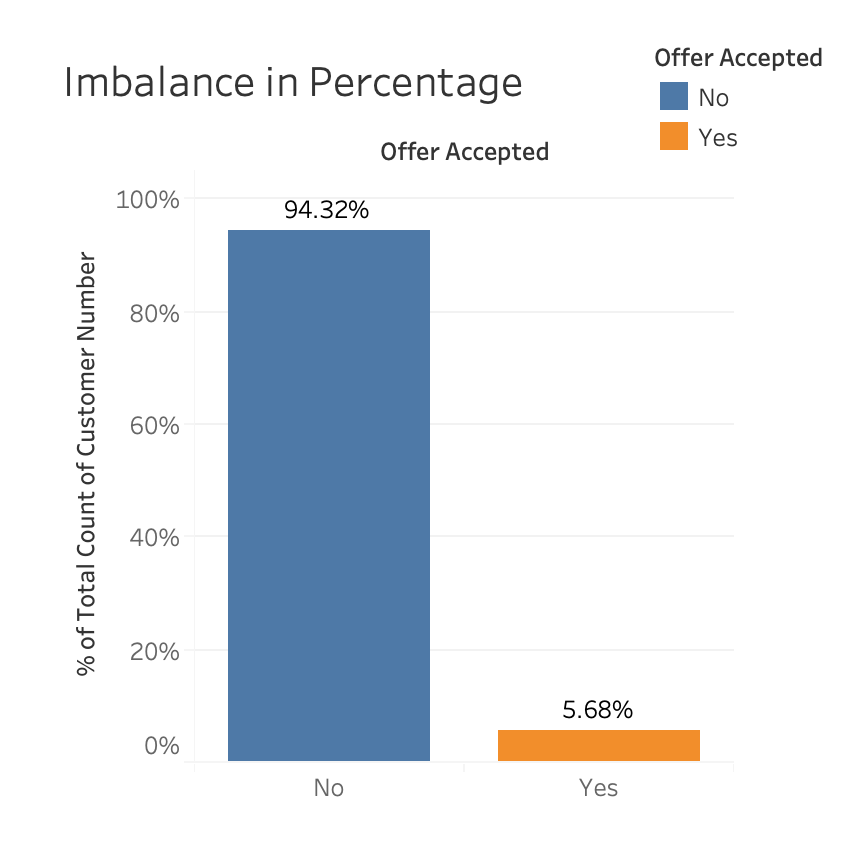 Imbalance in Percentage
Offer Accepted
No
Yes
Offer Accepted
% of Total Count of Customer Number
100%
80%
60%
40%
20%
0%
94.32%
5.68%
No
Yes